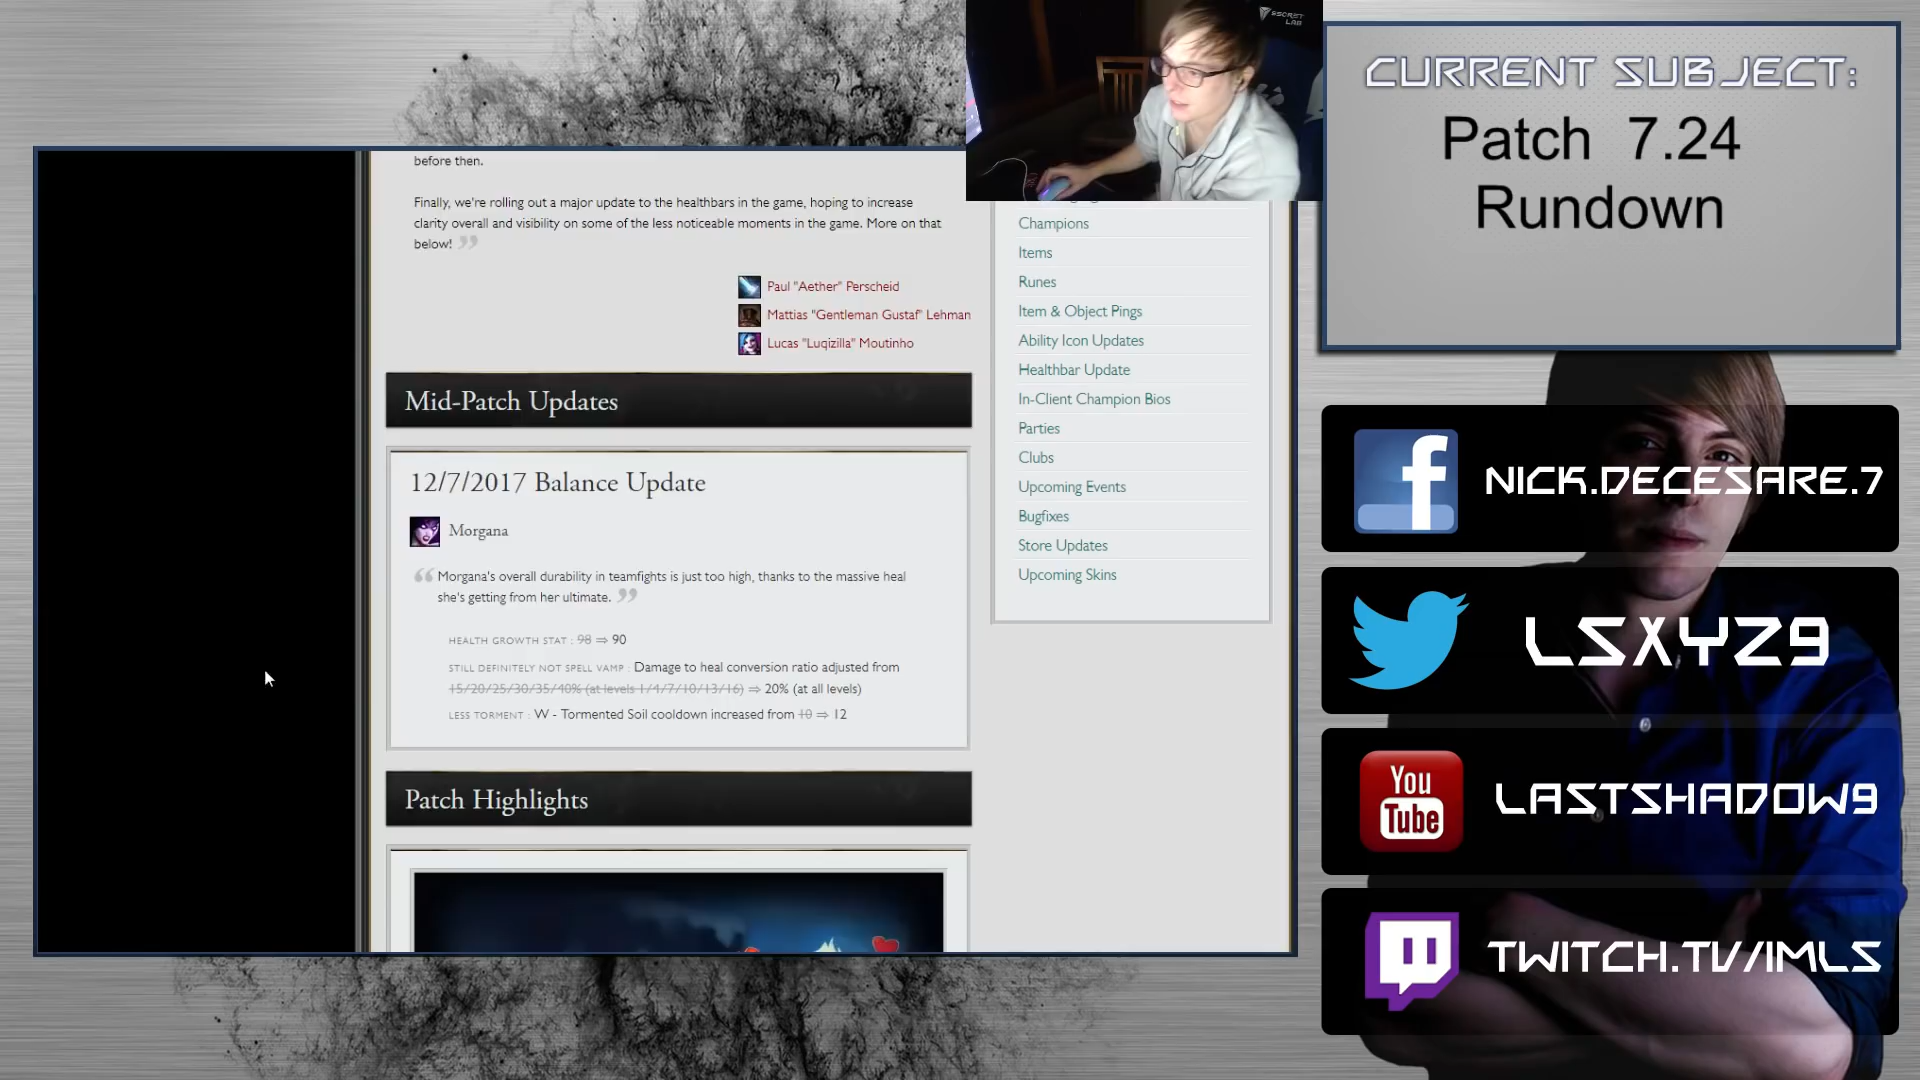 before then.
Finally, we're rolling out a major update to the healthbars in the game, hoping to increase
clarity overall and visibility on some of the less noticeable moments in the game. More on that
below! ”
Paul "Aether" Perscheid
Mattias "Gentleman Gustaf" Lehman
Lucas "Luqizilla" Moutinho
Mid-Patch Updates
12/7/2017 Balance Update
Morgana
“ Morgana's overall durability in teamfights is just too high, thanks to the massive heal
she's getting from her ultimate. ”
HEALTH GROWTH STAT : 98 ⇒ 90
STILL DEFINITELY NOT SPELL VAMP : Damage to heal conversion ratio adjusted from
15/20/25/30/35/40% (at levels 1/4/7/10/13/16) ⇒ 20% (at all levels)
LESS TORMENT : W - Tormented Soil cooldown increased from 10 ⇒ 12
Patch Highlights
Champions
Items
Runes
Item & Object Pings
Ability Icon Updates
Healthbar Update
In-Client Champion Bios
Parties
Clubs
Upcoming Events
Bugfixes
Store Updates
Upcoming Skins
SECRET
LAB
CURRENT SUBJECT:
Patch 7.24
Rundown
f
NICK.DECESARE.7
LSXYZ9
You
Tube
LASTSHADOW9
TWITCH.TV/IMLS